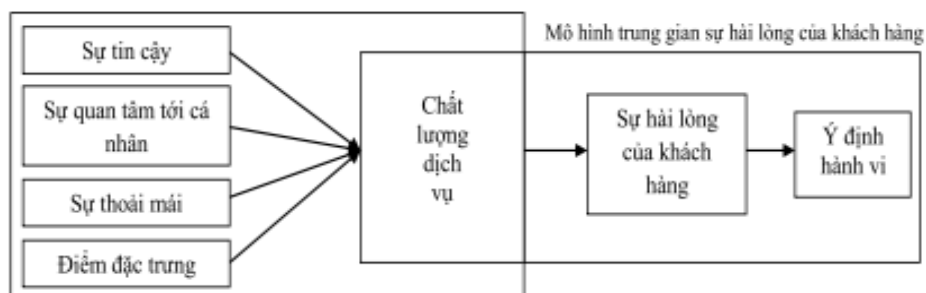 Mô hình trung gian sự hài lòng của khách hàng
Sự tin cậy
Sự quan tâm tới cá
nhân
Sự thoải mái
Điểm đặc trưng
Chất
lượng
dịch
vụ
Sự hài lòng
của khách
hàng
Ý định
hành vi